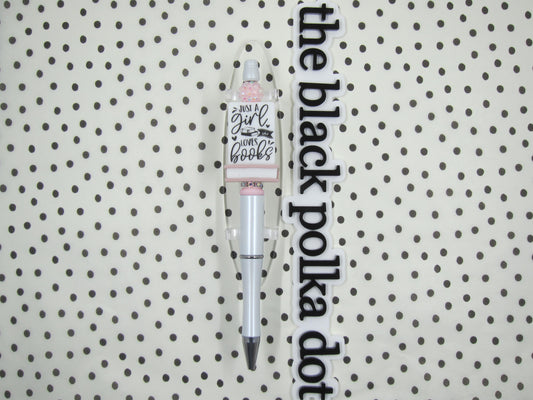 JUST A
girl
WHO
LOVES
books
the black polka dot